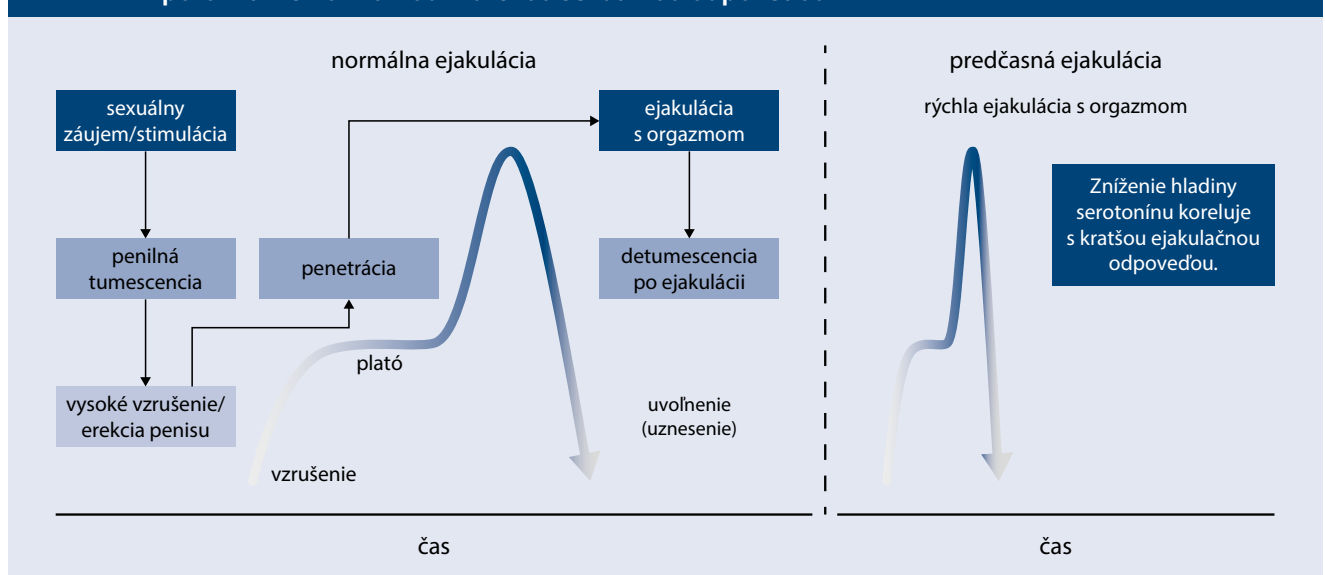 normálna ejakulácia
sexuálny
záujem/stimulácia
penilná
tumescencia
vysoké vzrušenie/
erekcia penisu
penetrácia
ejakulácia
s orgazmom
detumescencia
po ejakulácii
plató
vzrušenie
uvoľnenie
(uznesenie)
čas
predčasná ejakulácia
rýchla ejakulácia s orgazmom
Zníženie hladiny
serotonínu koreluje
s kratšou ejakulačnou
odpoveďou.
čas